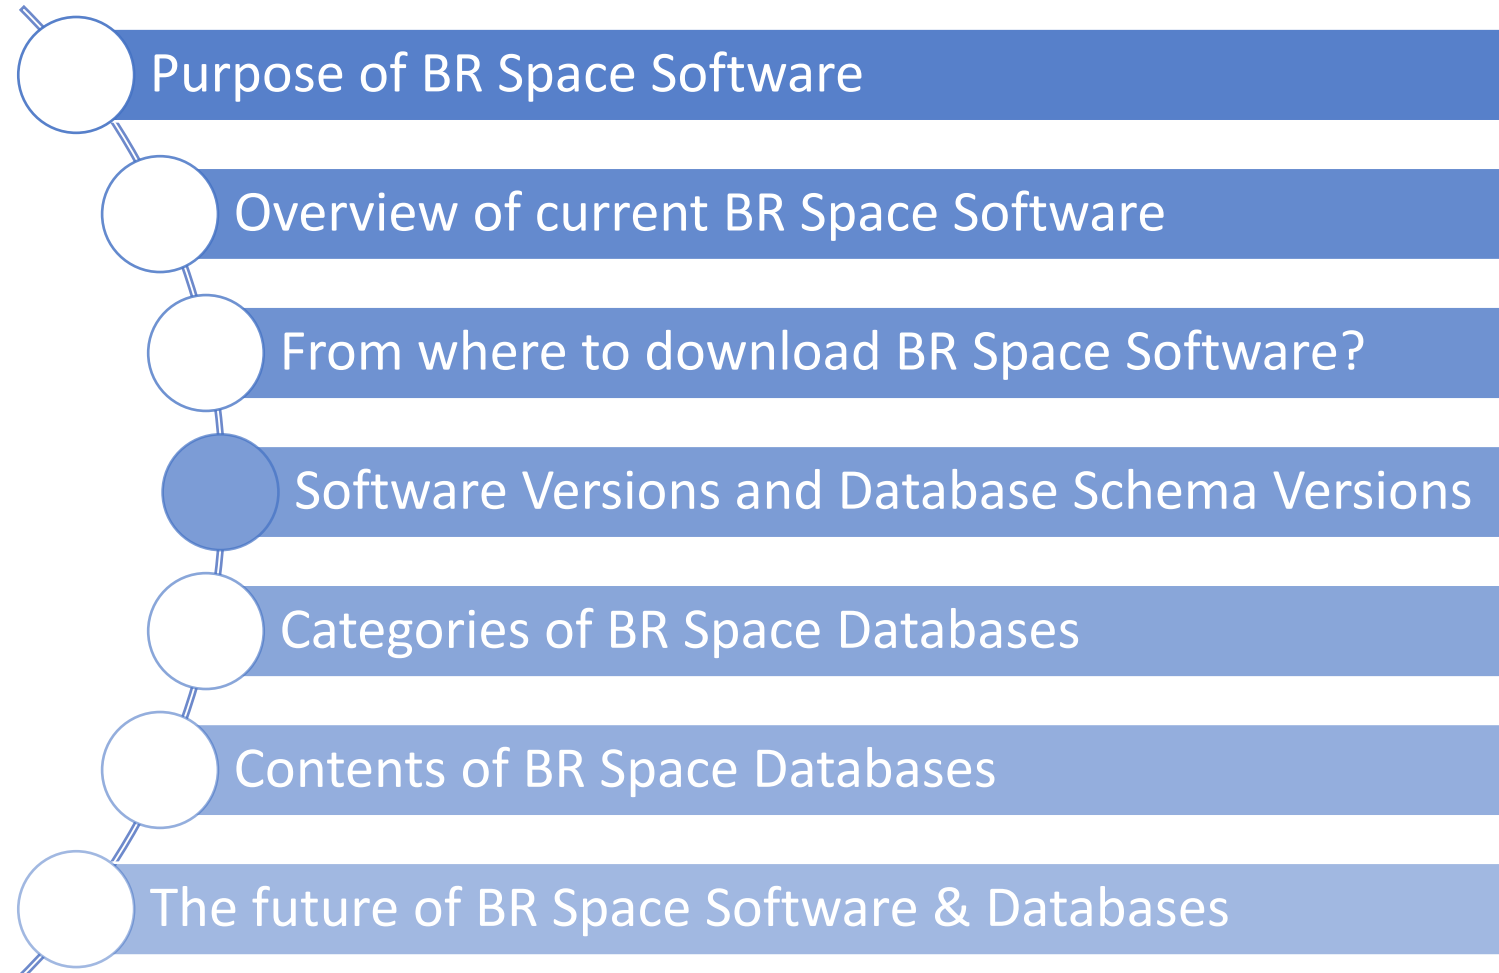 Purpose of BR Space Software
Overview of current BR Space Software
From where to download BR Space Software?
Software Versions and Database Schema Versions
Categories of BR Space Databases
Contents of BR Space Databases
The future of BR Space Software & Databases